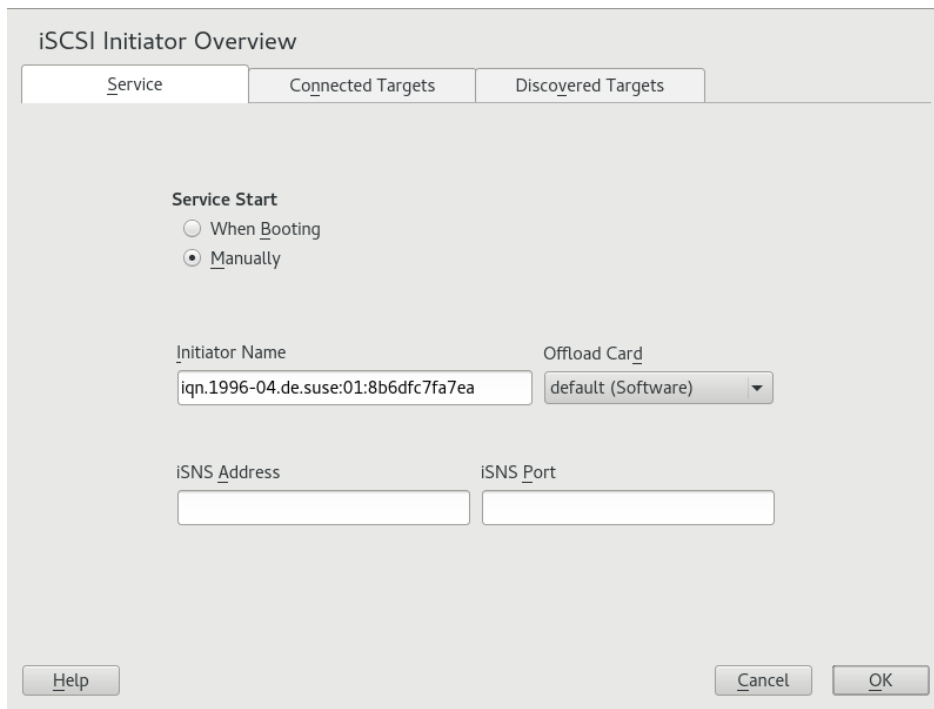 iSCSI Initiator Overview
Service Connected Targets Discovered Targets
Service Start
When Booting
Manually
Initiator Name Offload Card
iqn.1996-04.de.suse:01:8b6dfc7fa7ea default (Software)
iSNS Address iSNS Port
Help Cancel OK